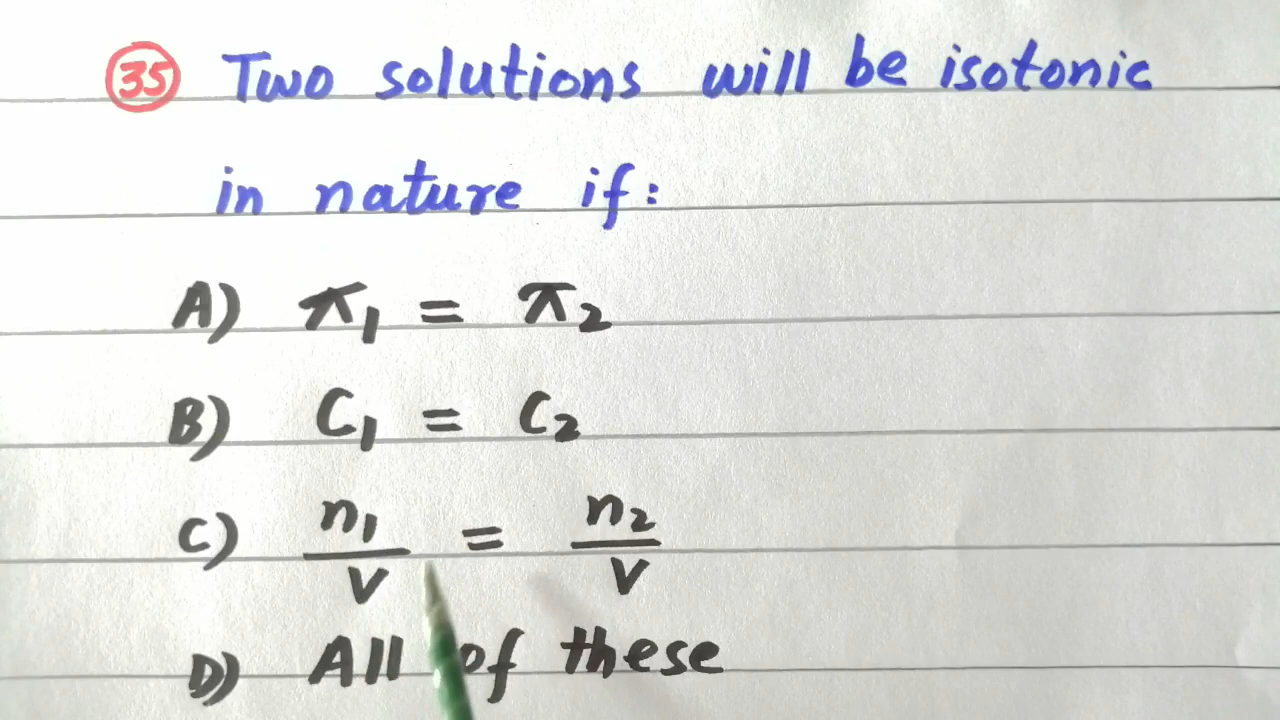 35 Two solutions will be isotonic
in nature if:
A) π₁ = π₂
B) C₁ = C₂
C) n₁/V = n₂/V
D) All of these